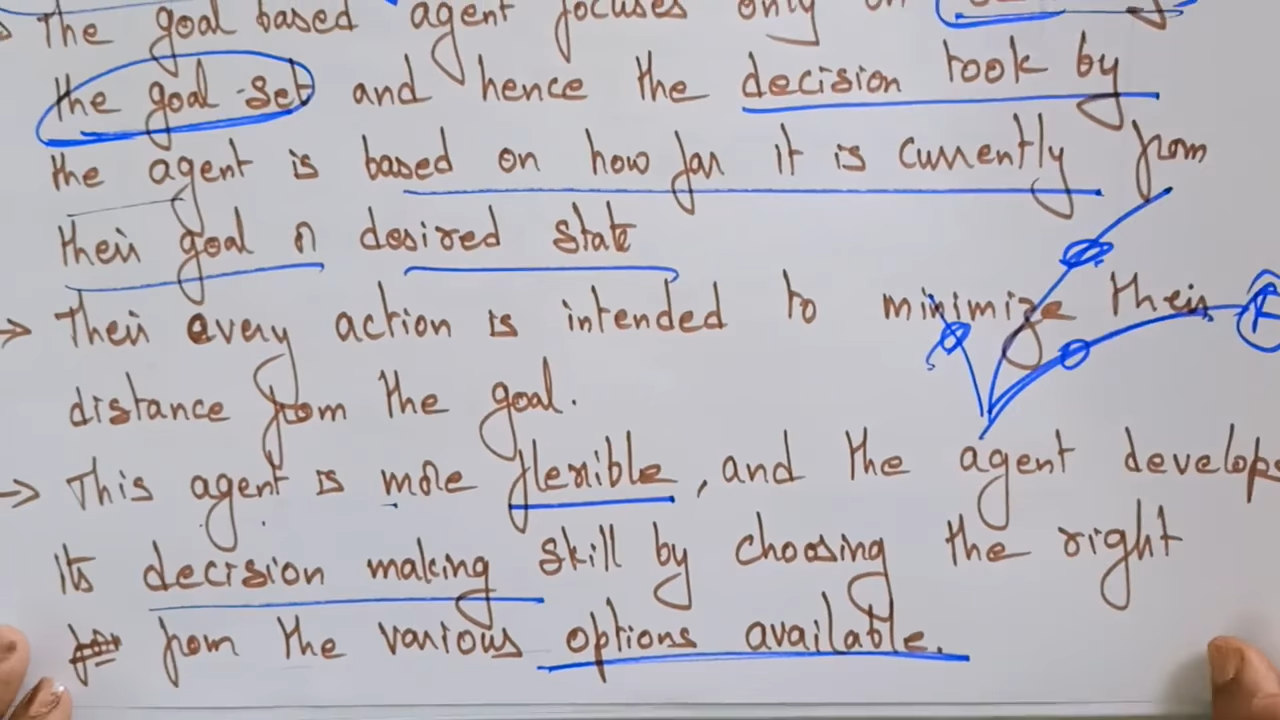 The goal based agent focuses only on
the goal-set and hence the decision took by
the agent is based on how far it is currently from
their goal or desired state
→ Their every action is intended to minimize their
distance from the goal.
→ This agent is more flexible, and the agent develops
its decision making skill by choosing the right
from the various options available.